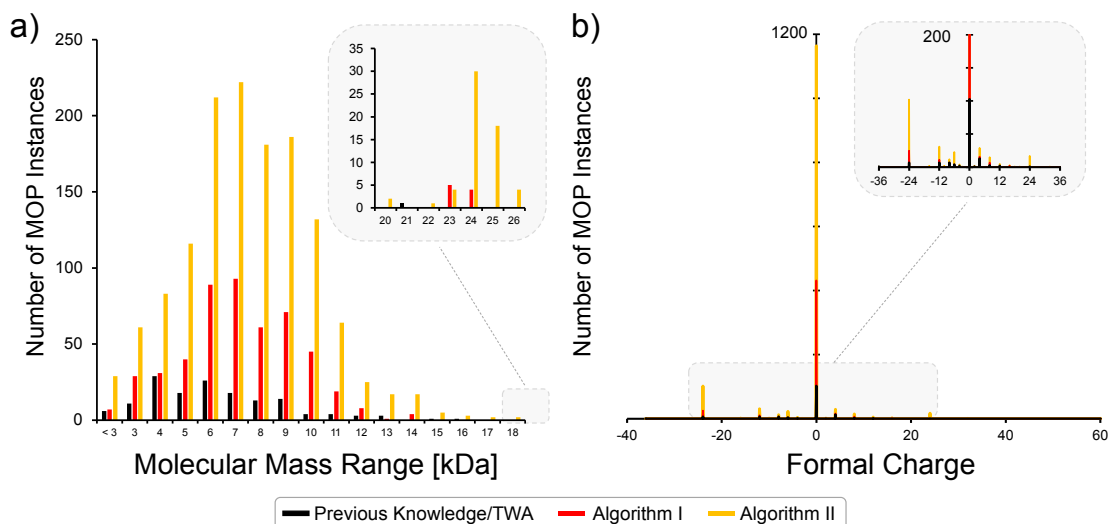 a)
250
200
150
100
50
0
Number of MOP Instances
< 3 3 4 5 6 7 8 9 10 11 12 13 14 15 16 17 18
Molecular Mass Range [kDa]
35
30
25
20
15
10
5
0
20 21 22 23 24 25 26
b)
1200
Number of MOP Instances
-40 -20 0 20 40 60
Formal Charge
200
-36 -24 -12 0 12 24 36
Previous Knowledge/TWA Algorithm I Algorithm II